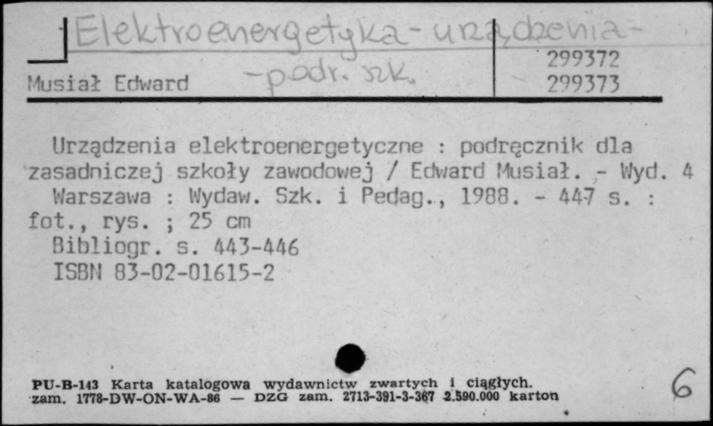 Elektroenergetyka - urządzenia -
- podr. szk.
299372
Musiał Edward 299373
Urządzenia elektroenergetyczne : podręcznik dla
zasadniczej szkoły zawodowej / Edward Musiał. - Wyd. 4
Warszawa : Wydaw. Szk. i Pedag., 1988. - 447 s. :
fot., rys. ; 25 cm
Bibliogr. s. 443-446
ISBN 83-02-01615-2
PU-B-143 Karta katalogowa wydawnictw zwartych i ciągłych.
zam. 1778-DW-ON-WA-86 — DZG zam. 2713-391-3-367 2.590.000 karton
6